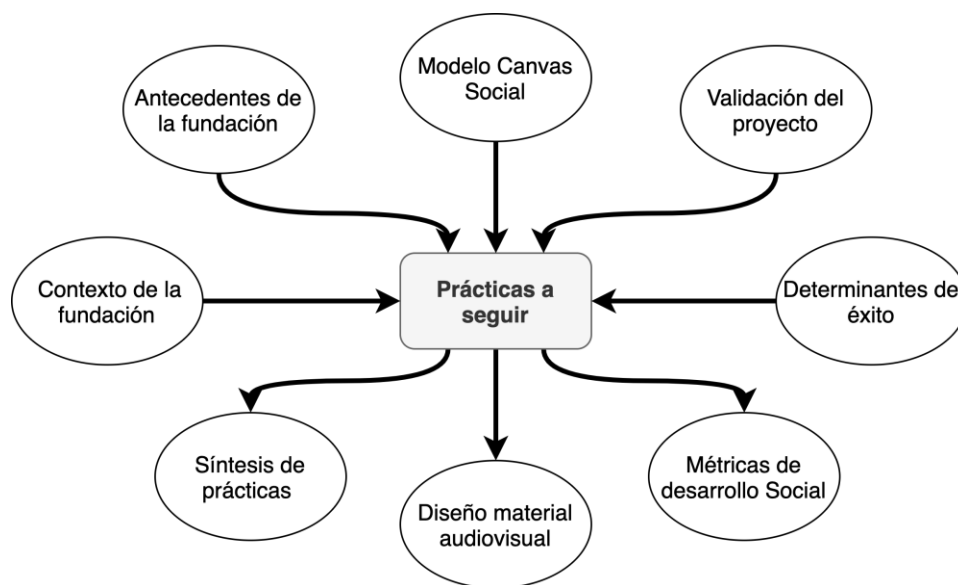 Modelo Canvas
Social
Antecedentes de
la fundación
Validación del
proyecto
Contexto de la
fundación
Prácticas a
seguir
Determinantes de
éxito
Síntesis de
prácticas
Diseño material
audiovisual
Métricas de
desarrollo Social